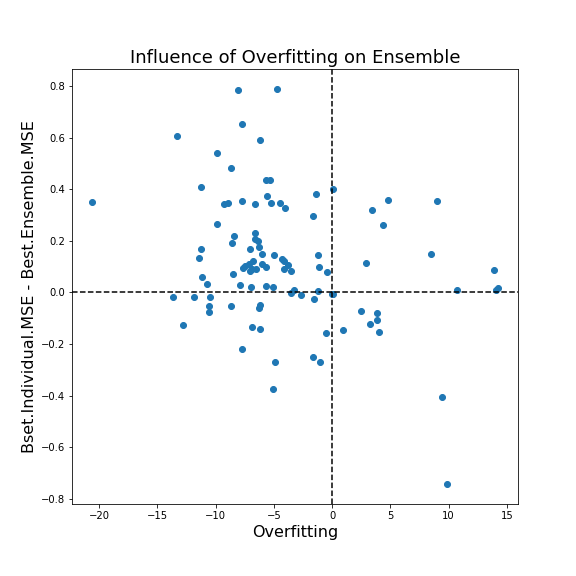 Influence of Overfitting on Ensemble
Bset.Individual.MSE - Best.Ensemble.MSE
0.8
0.6
0.4
0.2
0.0
−0.2
−0.4
−0.6
−0.8
−20 −15 −10 −5 0 5 10 15
Overfitting